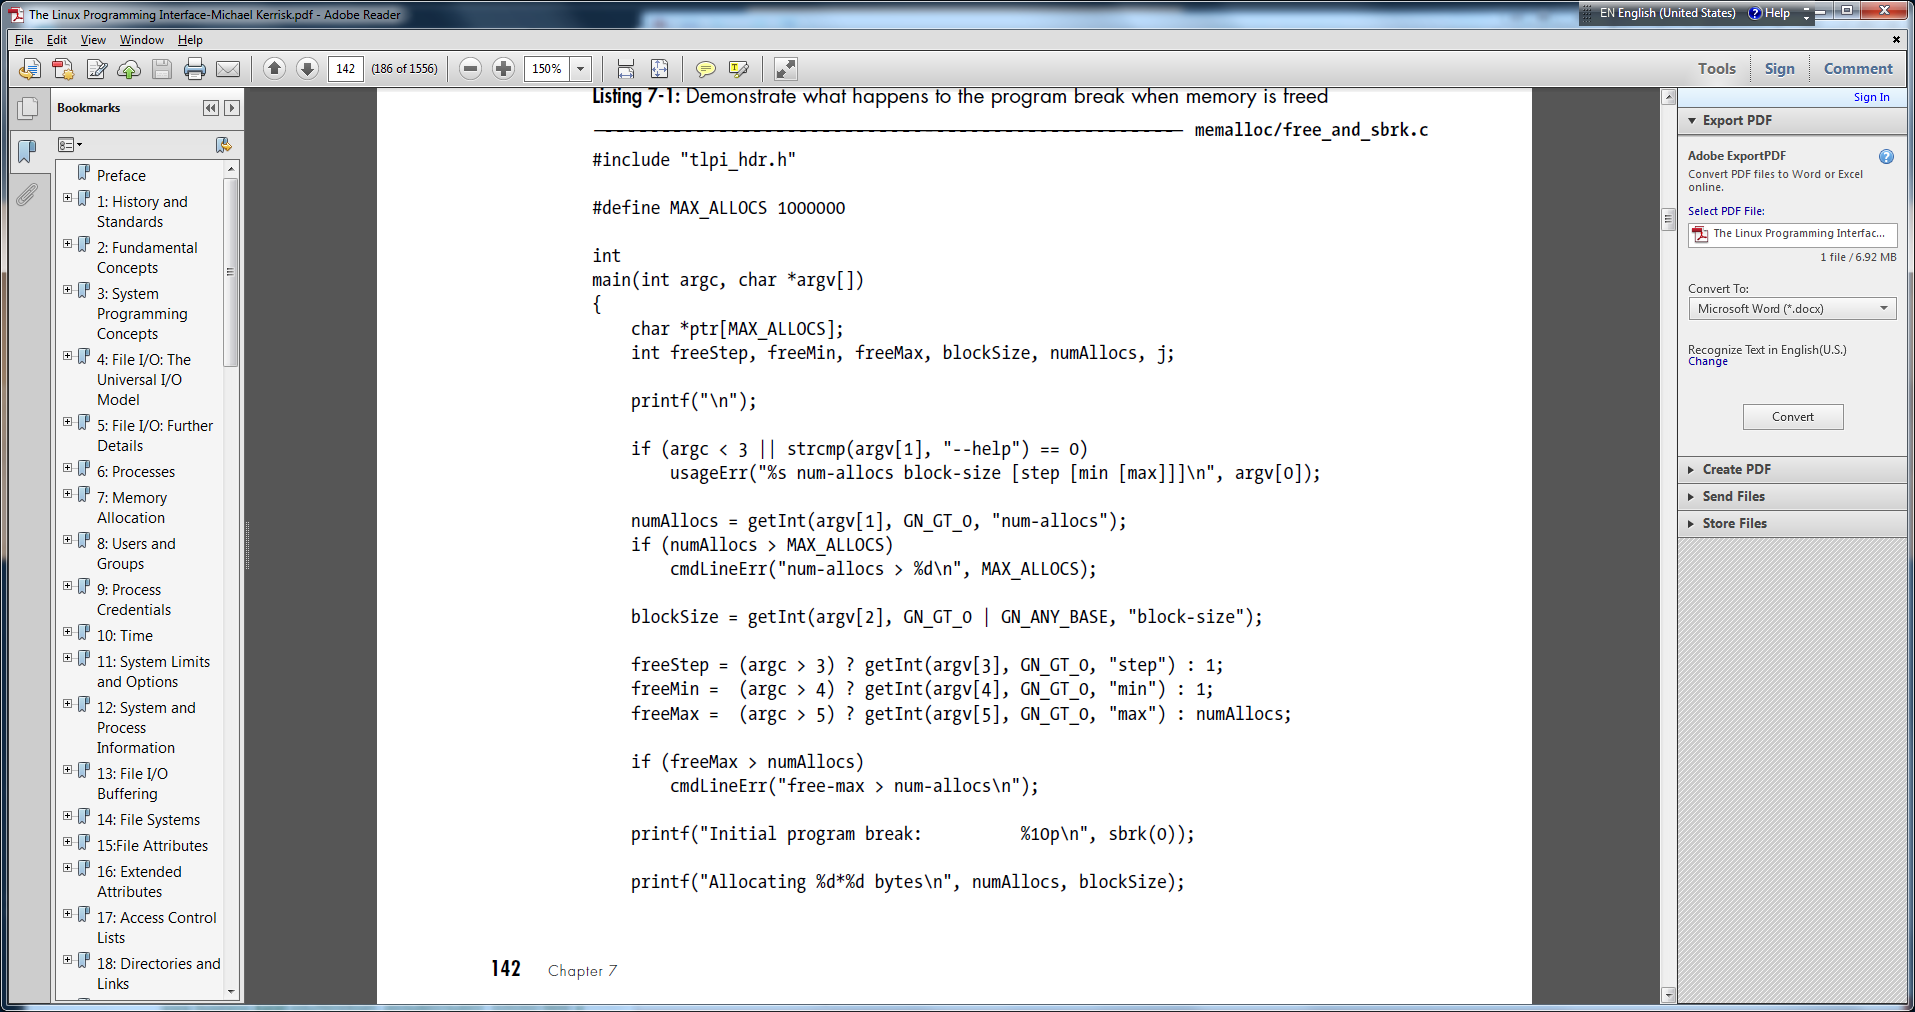 The Linux Programming Interface-Michael Kerrisk.pdf - Adobe Reader
EN English (United States) Help
File Edit View Window Help
142 (186 of 1556) 150% Tools Sign Comment
Bookmarks
Preface
1: History and
Standards
2: Fundamental
Concepts
3: System
Programming
Concepts
4: File I/O: The
Universal I/O
Model
5: File I/O: Further
Details
6: Processes
7: Memory
Allocation
8: Users and
Groups
9: Process
Credentials
10: Time
11: System Limits
and Options
12: System and
Process
Information
13: File I/O
Buffering
14: File Systems
15:File Attributes
16: Extended
Attributes
17: Access Control
Lists
18: Directories and
Links
Listing 7-1: Demonstrate what happens to the program break when memory is freed
memalloc/free_and_sbrk.c
#include "tlpi_hdr.h"
#define MAX_ALLOCS 1000000
int
main(int argc, char *argv[])
{
char *ptr[MAX_ALLOCS];
int freeStep, freeMin, freeMax, blockSize, numAllocs, j;
printf("\n");
if (argc < 3 || strcmp(argv[1], "--help") == 0)
usageErr("%s num-allocs block-size [step [min [max]]]\n", argv[0]);
numAllocs = getInt(argv[1], GN_GT_0, "num-allocs");
if (numAllocs > MAX_ALLOCS)
cmdLineErr("num-allocs > %d\n", MAX_ALLOCS);
blockSize = getInt(argv[2], GN_GT_0 | GN_ANY_BASE, "block-size");
freeStep = (argc > 3) ? getInt(argv[3], GN_GT_0, "step") : 1;
freeMin =  (argc > 4) ? getInt(argv[4], GN_GT_0, "min") : 1;
freeMax =  (argc > 5) ? getInt(argv[5], GN_GT_0, "max") : numAllocs;
if (freeMax > numAllocs)
cmdLineErr("free-max > num-allocs\n");
printf("Initial program break:          %10p\n", sbrk(0));
printf("Allocating %d*%d bytes\n", numAllocs, blockSize);
142 Chapter 7
Sign In
Export PDF
Adobe ExportPDF
Convert PDF files to Word or Excel
online.
Select PDF File:
The Linux Programming Interfac...
1 file / 6.92 MB
Convert To:
Microsoft Word (*.docx)
Recognize Text in English(U.S.)
Change
Convert
Create PDF
Send Files
Store Files